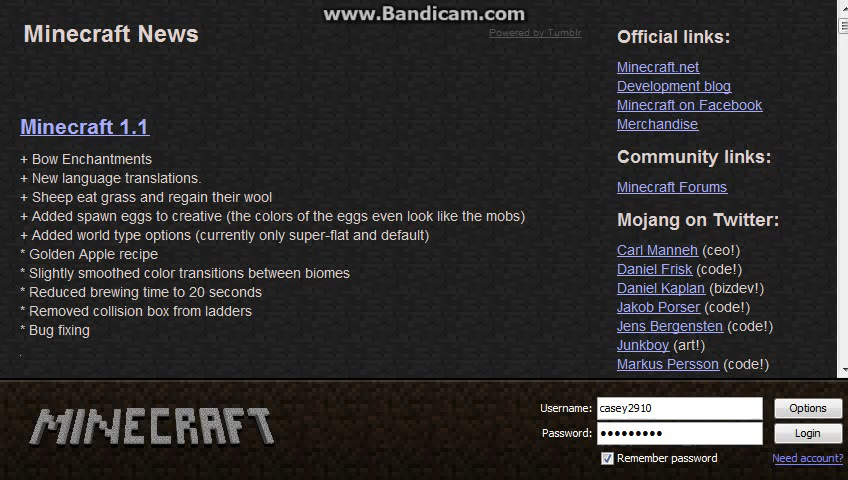 www.Bandicam.com
Minecraft News
Powered by Tumblr
Minecraft 1.1
+ Bow Enchantments
+ New language translations.
+ Sheep eat grass and regain their wool
+ Added spawn eggs to creative (the colors of the eggs even look like the mobs)
+ Added world type options (currently only super-flat and default)
* Golden Apple recipe
* Slightly smoothed color transitions between biomes
* Reduced brewing time to 20 seconds
* Removed collision box from ladders
* Bug fixing
.
Official links:
Minecraft.net
Development blog
Minecraft on Facebook
Merchandise
Community links:
Minecraft Forums
Mojang on Twitter:
Carl Manneh (ceo!)
Daniel Frisk (code!)
Daniel Kaplan (bizdev!)
Jakob Porser (code!)
Jens Bergensten (code!)
Junkboy (art!)
Markus Persson (code!)
MINECRAFT
Username: casey2910 Options
Password: ●●●●●●●●● Login
Remember password Need account?